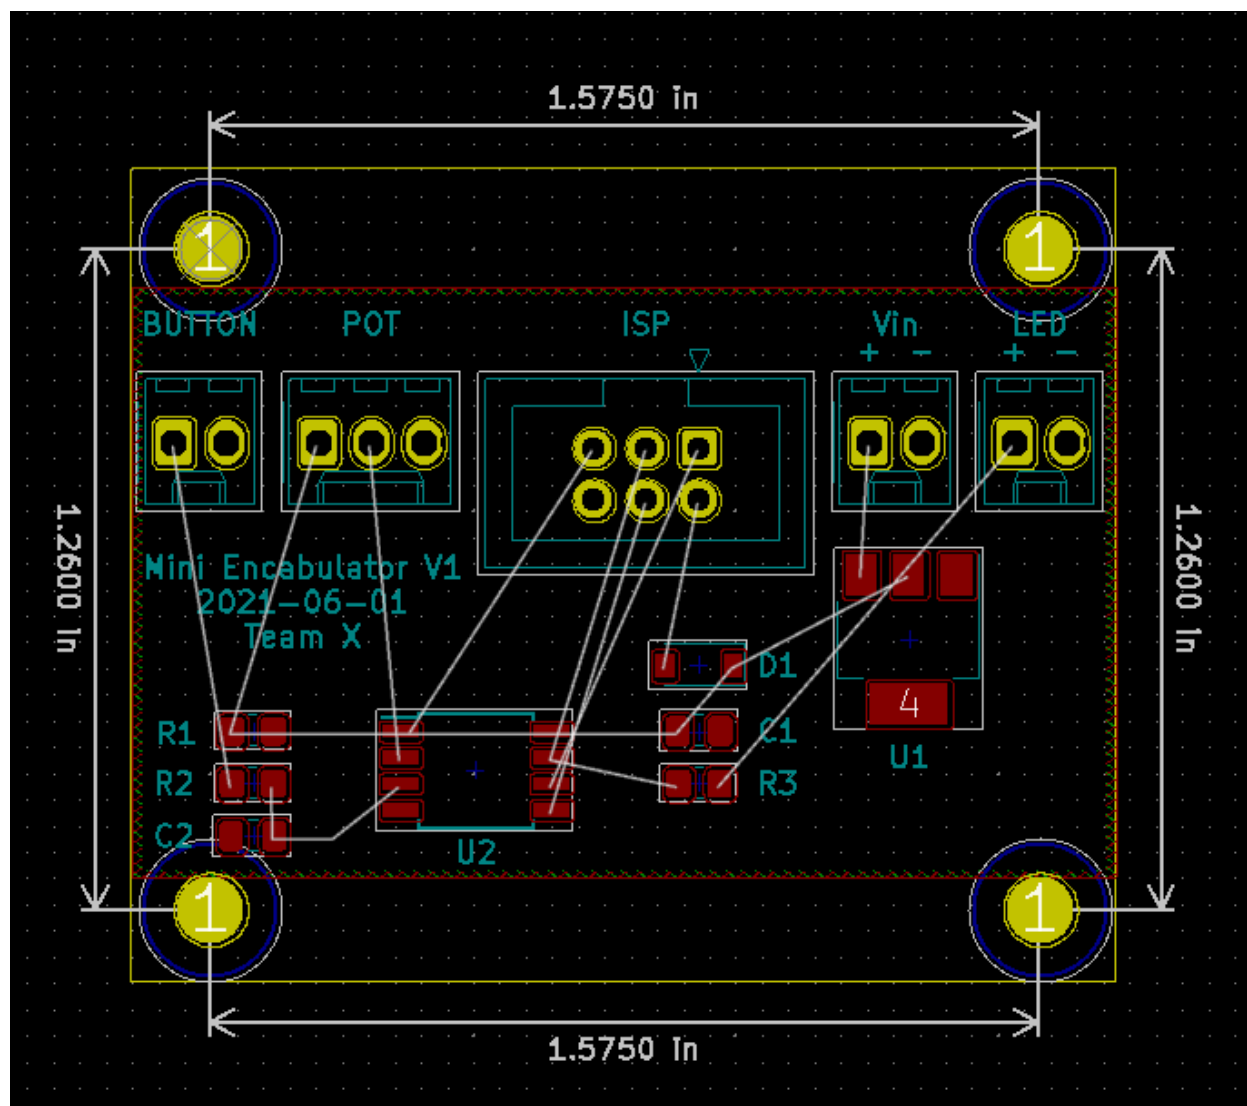 1.5750 in
1 1
BUTTON POT ISP Vin LED
+ - + -
1.2600 in
1.2600 in
Mini Encabulator V1
2021-06-01
Team X
D1
4
R1 C1
U1
R2 R3
C2
U2
1 1
1.5750 in